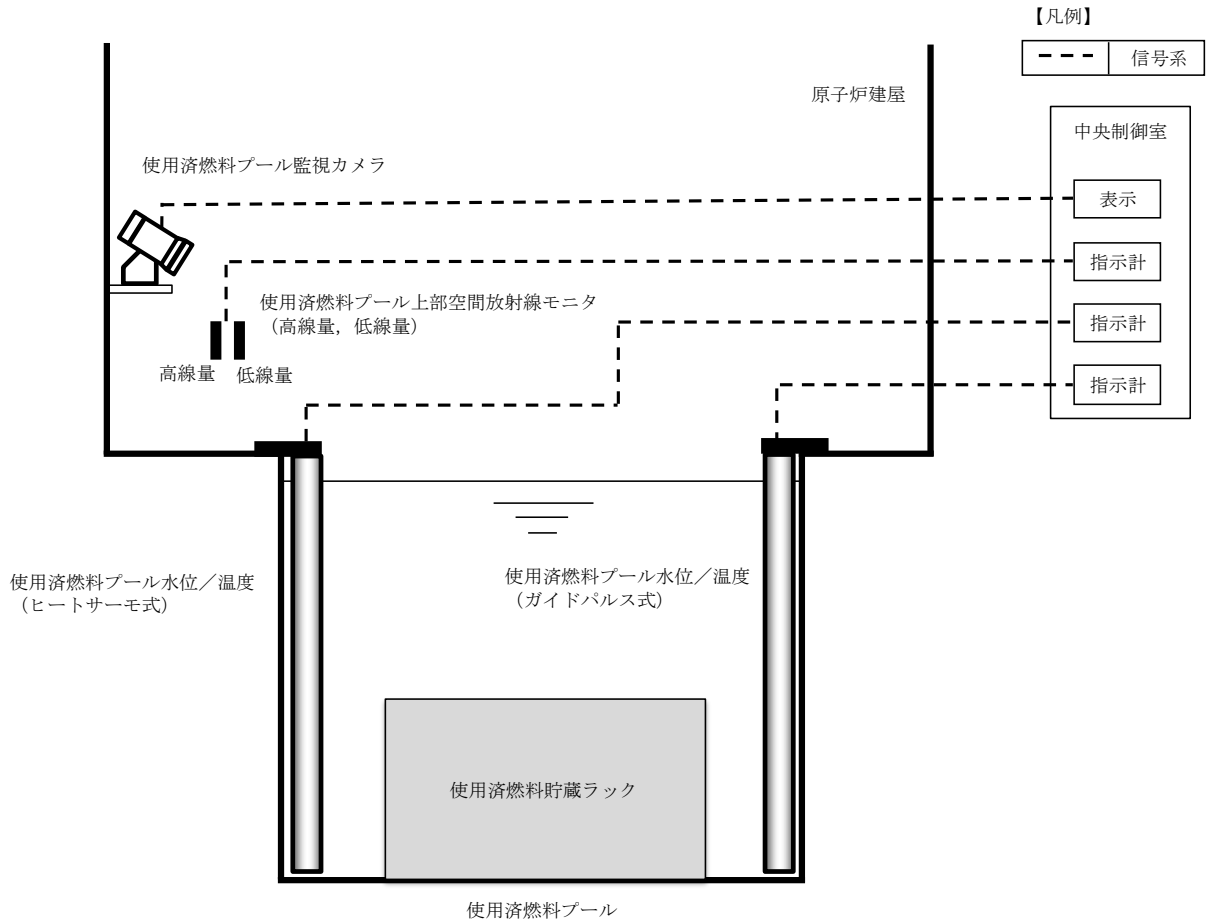 【凡例】
信号系
原子炉建屋
中央制御室
使用済燃料プール監視カメラ
表示
指示計
使用済燃料プール上部空間放射線モニタ
(高線量,低線量)
指示計
高線量
低線量
指示計
使用済燃料プール水位/温度
(ヒートサーモ式)
使用済燃料プール水位/温度
(ガイドパルス式)
使用済燃料貯蔵ラック
使用済燃料プール